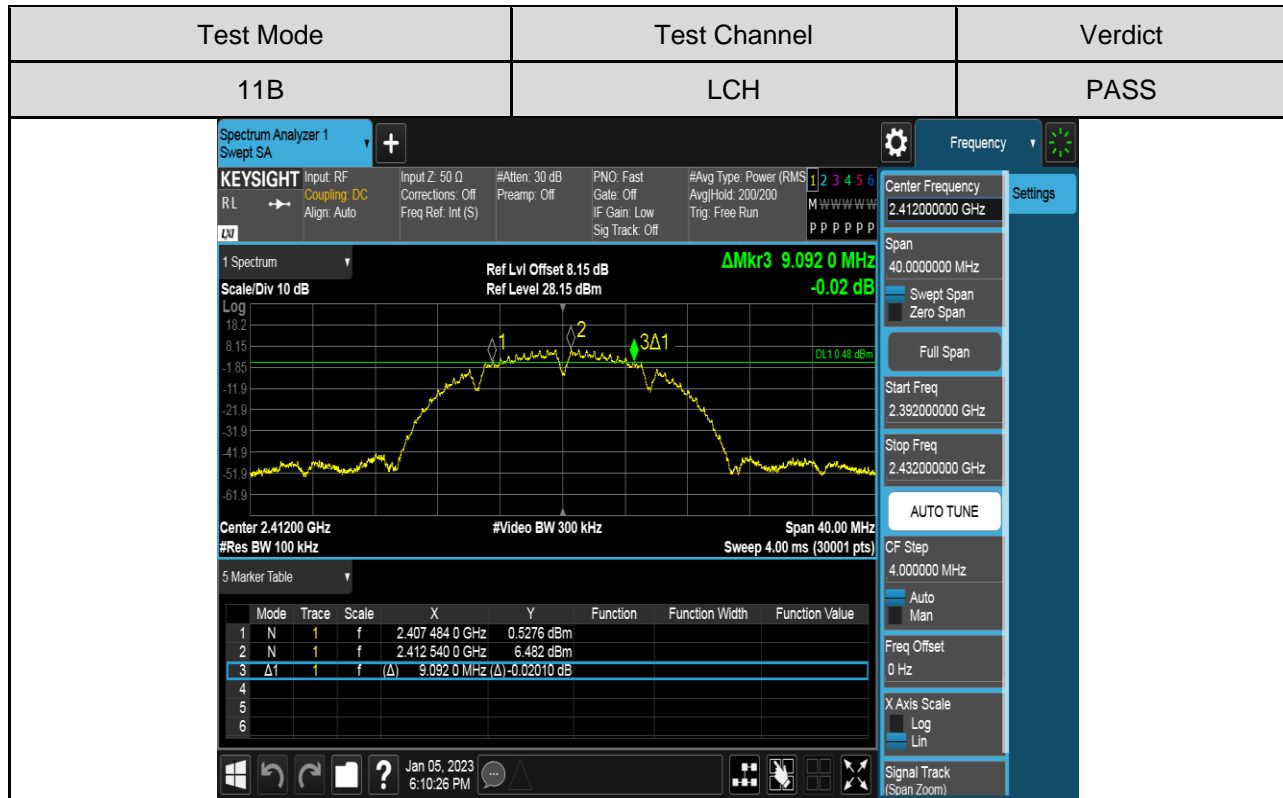 Test Mode Test Channel Verdict
11B LCH PASS
Spectrum Analyzer 1
Swept SA
+
Frequency
KEYSIGHT Input: RF Input Z: 50 Ω #Atten: 30 dB PNO: Fast #Avg Type: Power (RMS 1 2 3 4 5 6
RL Coupling: DC Corrections: Off Preamp: Off Gate: Off Avg|Hold: 200/200 M W W W W W
Align: Auto Freq Ref: Int (S) IF Gain: Low Trig: Free Run
LXI Sig Track: Off P P P P P P
Center Frequency
2.412000000 GHz
Settings
1 Spectrum
Scale/Div 10 dB
Ref Lvl Offset 8.15 dB
Ref Level 28.15 dBm
ΔMkr3 9.092 0 MHz
-0.02 dB
Log
18.2
8.15
-1.85
-11.9
-21.9
-31.9
-41.9
-51.9
-61.9
1
2
3Δ1
DL1 0.48 dBm
Center 2.41200 GHz #Video BW 300 kHz Span 40.00 MHz
#Res BW 100 kHz Sweep 4.00 ms (30001 pts)
Span
40.0000000 MHz
Swept Span
Zero Span
Full Span
Start Freq
2.392000000 GHz
Stop Freq
2.432000000 GHz
AUTO TUNE
CF Step
4.000000 MHz
Auto
Man
Freq Offset
0 Hz
X Axis Scale
Log
Lin
Signal Track
(Span Zoom)
5 Marker Table
Mode Trace Scale X Y Function Function Width Function Value
1 N 1 f 2.407 484 0 GHz 0.5276 dBm
2 N 1 f 2.412 540 0 GHz 6.482 dBm
3 Δ1 1 f (Δ) 9.092 0 MHz (Δ) -0.02010 dB
4
5
6
?
Jan 05, 2023
6:10:26 PM